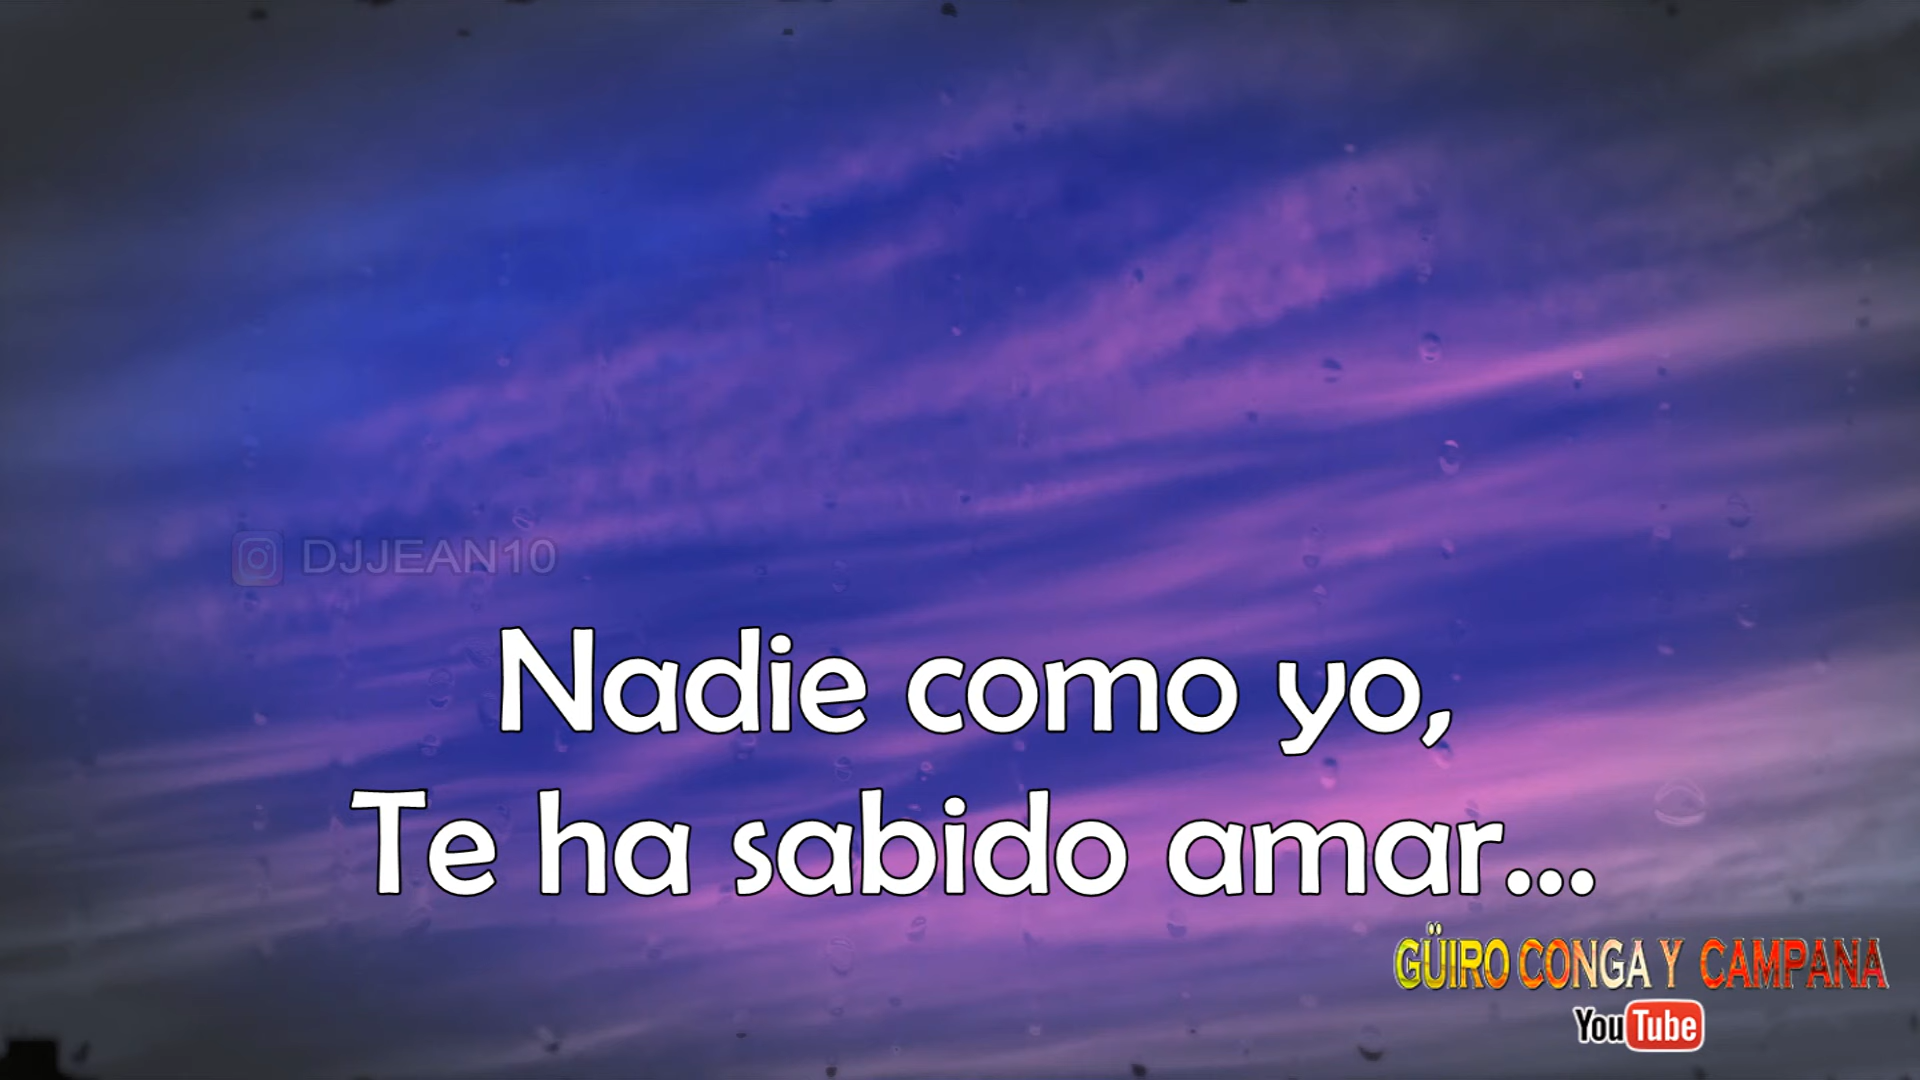 DJJEAN10
Nadie como yo,
Te ha sabido amar...
GÜIRO CONGA Y CAMPANA
YouTube